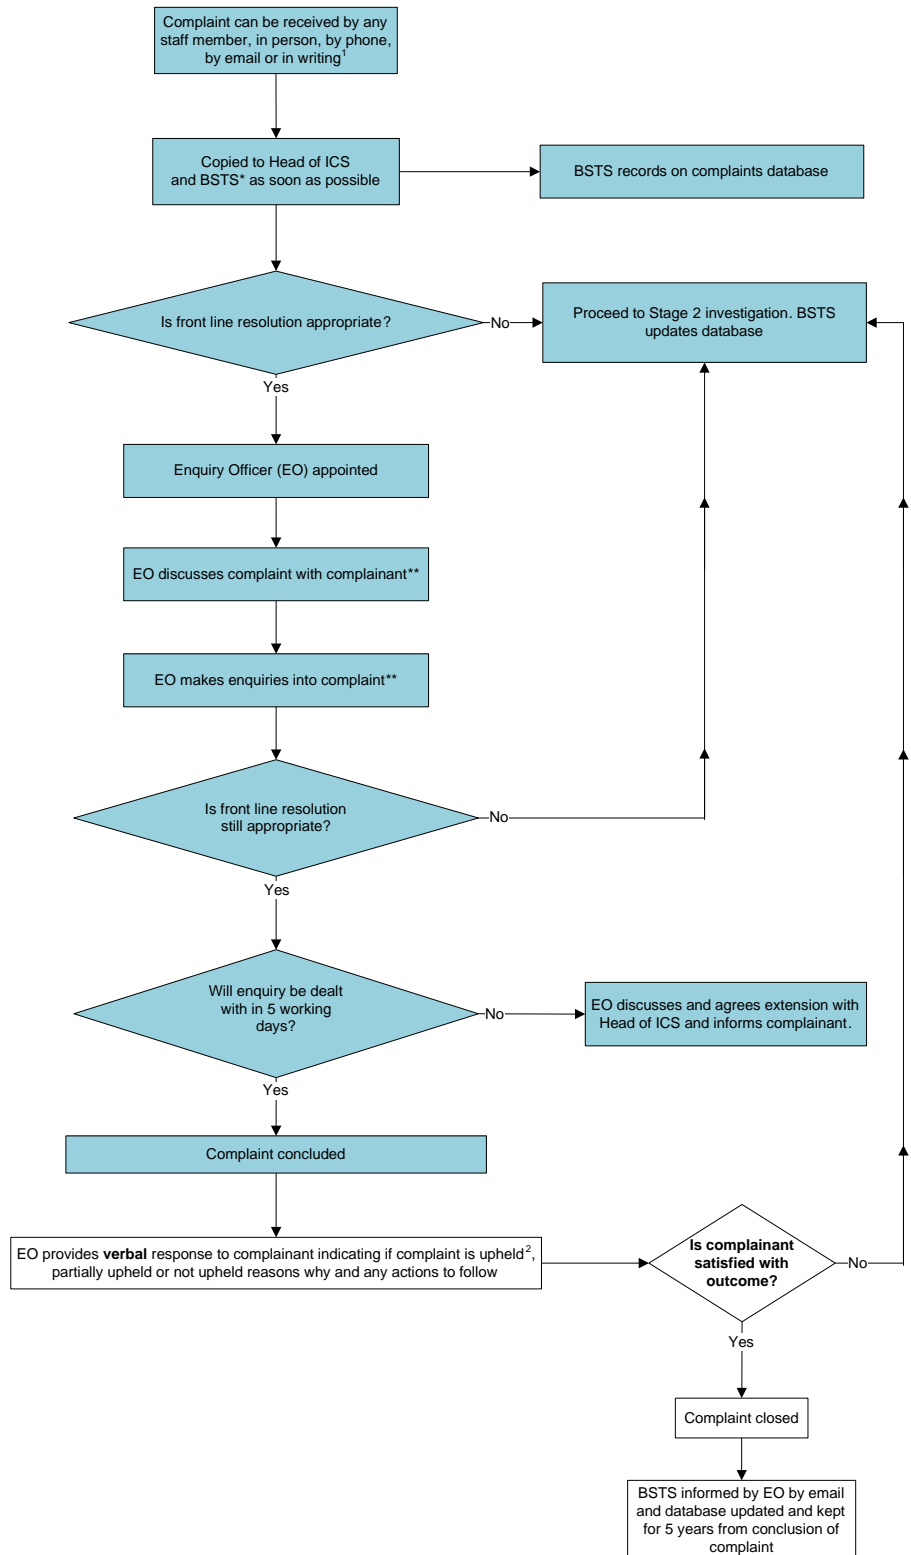 Complaint can be received by any
staff member, in person, by phone,
by email or in writing¹
Copied to Head of ICS
and BSTS* as soon as possible
BSTS records on complaints database
Is front line resolution appropriate?
No
Proceed to Stage 2 investigation. BSTS
updates database
Yes
Enquiry Officer (EO) appointed
EO discusses complaint with complainant**
EO makes enquiries into complaint**
Is front line resolution
still appropriate?
No
Yes
Will enquiry be dealt
with in 5 working
days?
No
EO discusses and agrees extension with
Head of ICS and informs complainant.
Yes
Complaint concluded
EO provides verbal response to complainant indicating if complaint is upheld²,
partially upheld or not upheld reasons why and any actions to follow
Is complainant
satisfied with
outcome?
No
Yes
Complaint closed
BSTS informed by EO by email
and database updated and kept
for 5 years from conclusion of
complaint